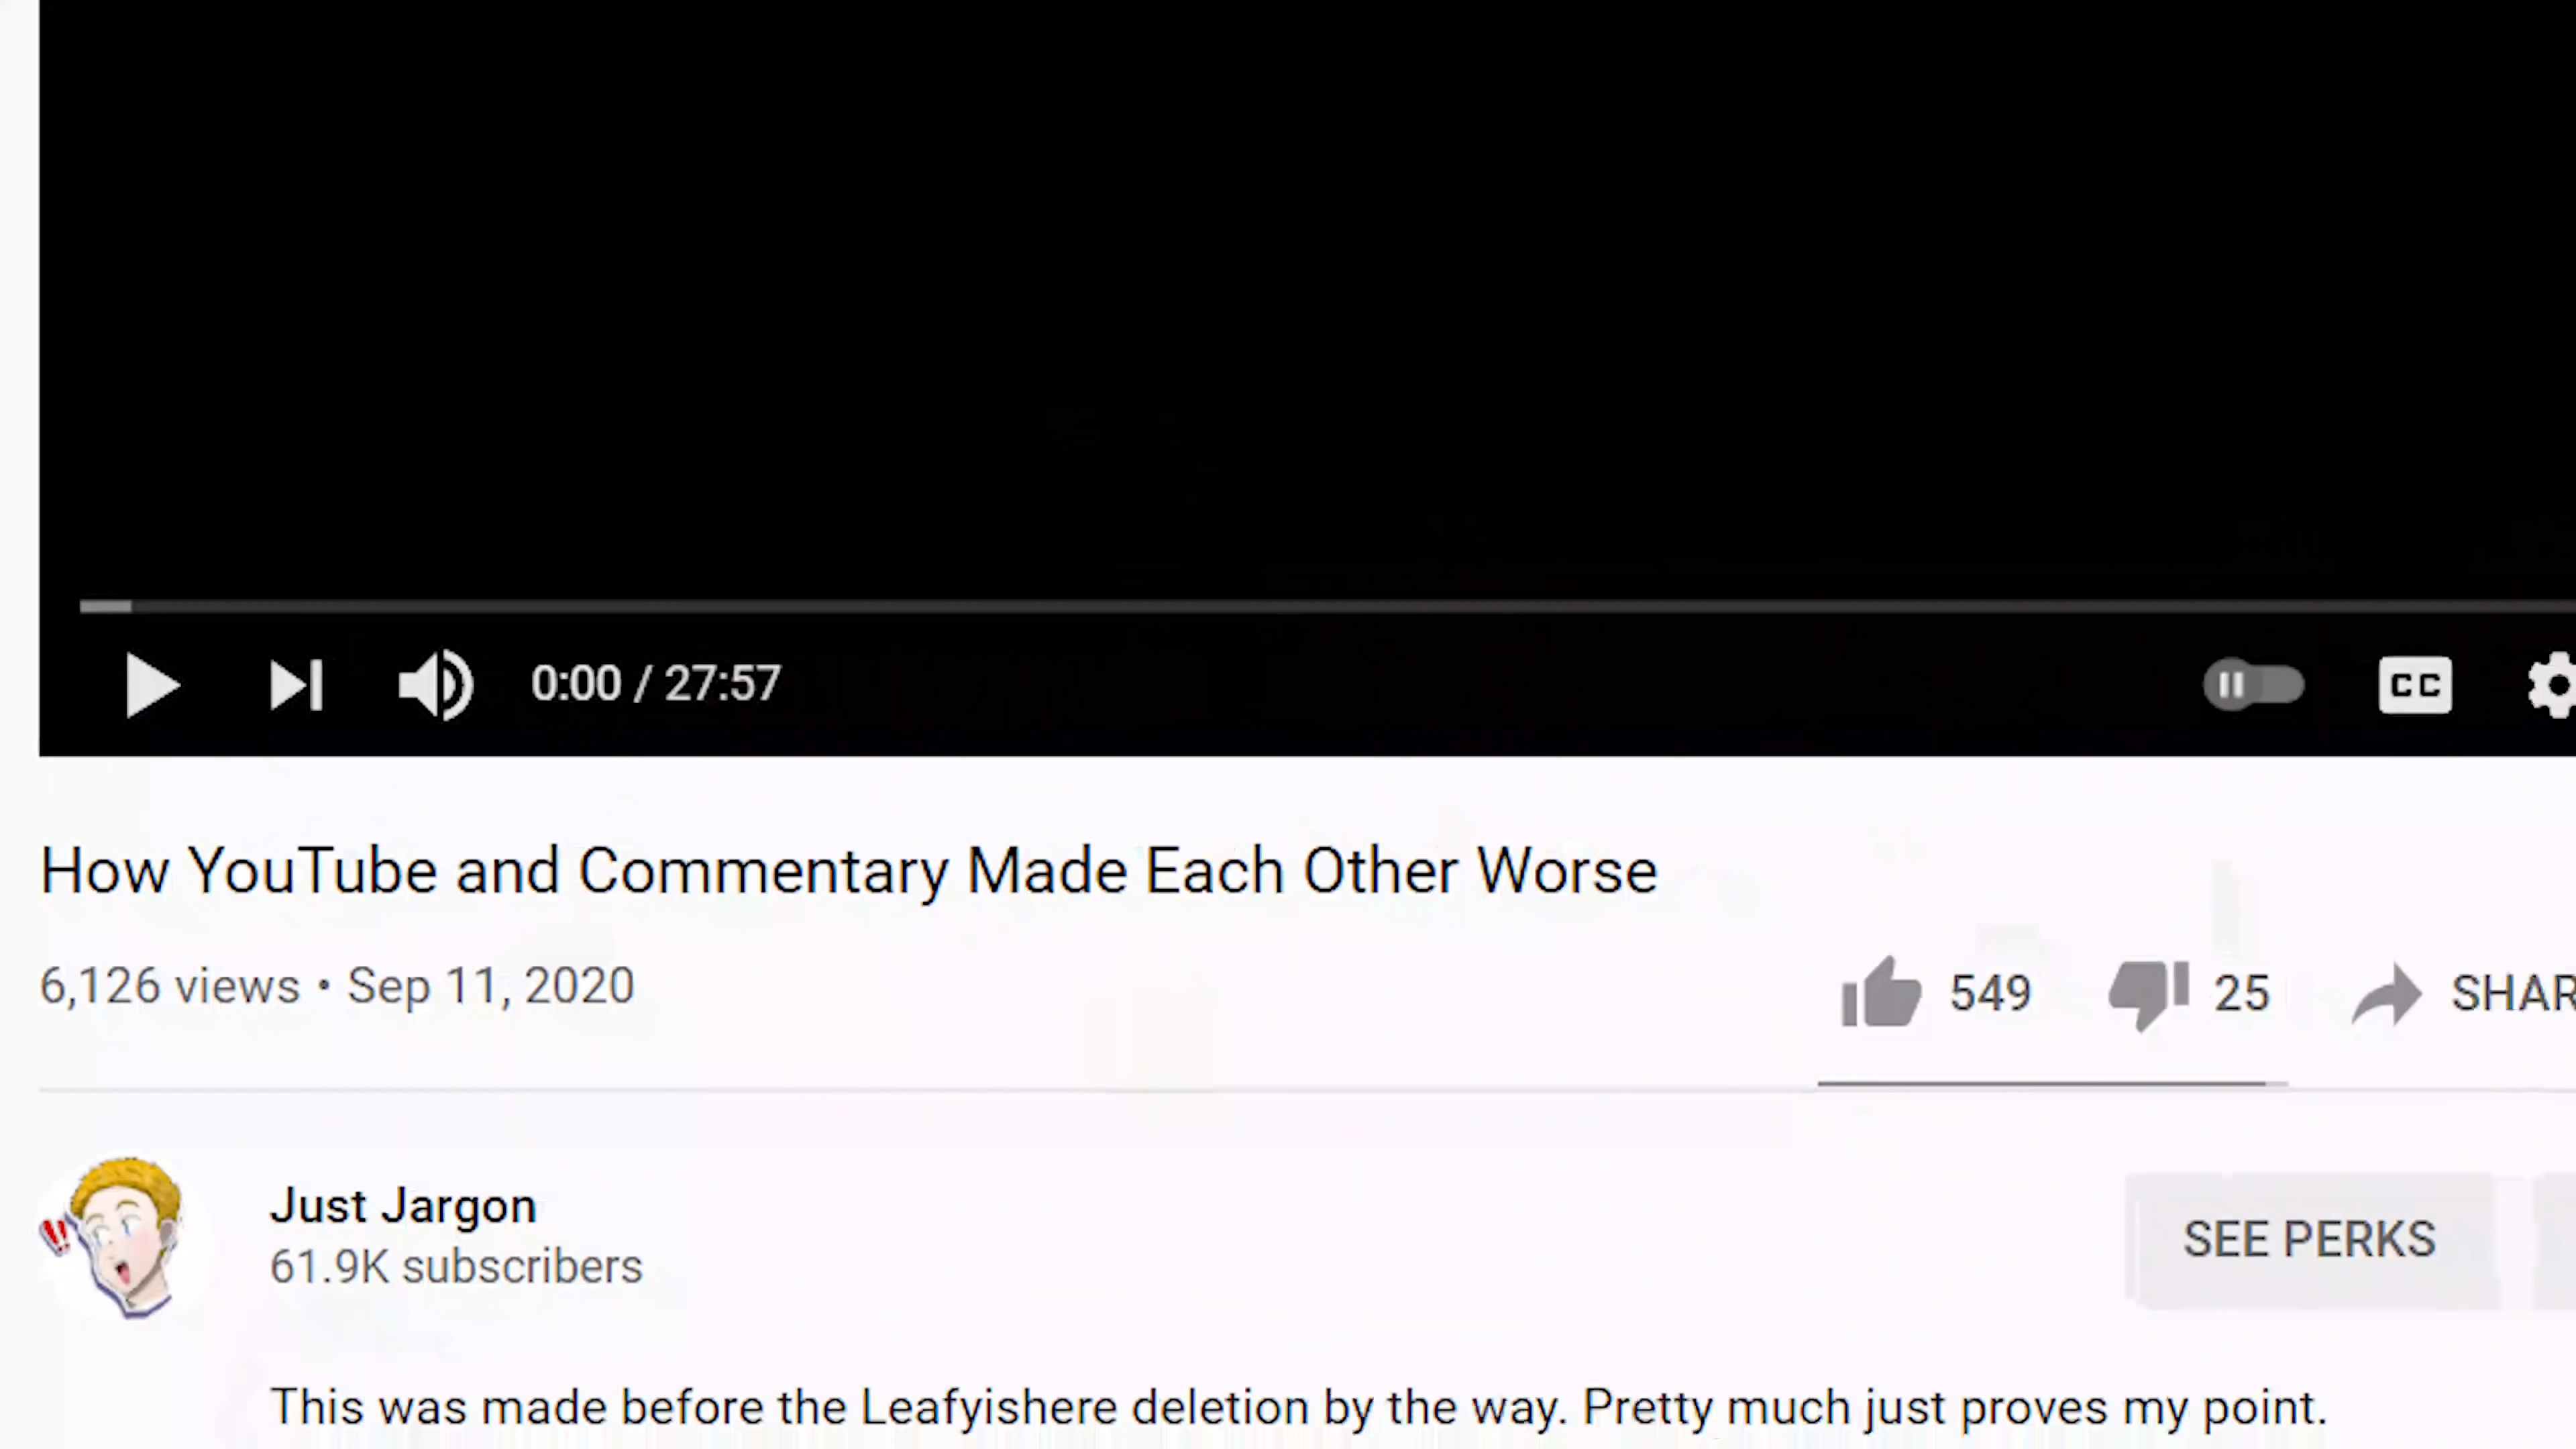 0:00 / 27:57
CC
How YouTube and Commentary Made Each Other Worse
6,126 views • Sep 11, 2020
549
25
SHAR
Just Jargon
61.9K subscribers
SEE PERKS
This was made before the Leafyishere deletion by the way. Pretty much just proves my point.